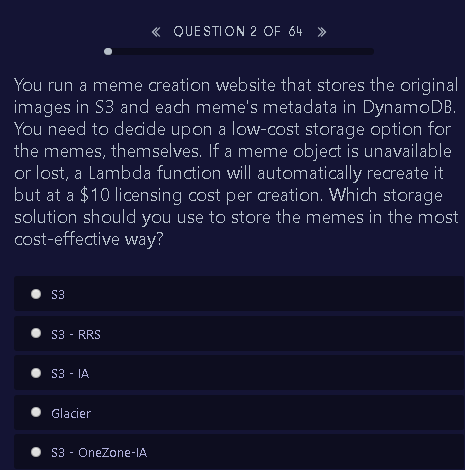 « QUESTION 2 OF 64 »
You run a meme creation website that stores the original
images in S3 and each meme's metadata in DynamoDB.
You need to decide upon a low-cost storage option for
the memes, themselves. If a meme object is unavailable
or lost, a Lambda function will automatically recreate it
but at a $10 licensing cost per creation. Which storage
solution should you use to store the memes in the most
cost-effective way?
S3
S3 - RRS
S3 - IA
Glacier
S3 - OneZone-IA